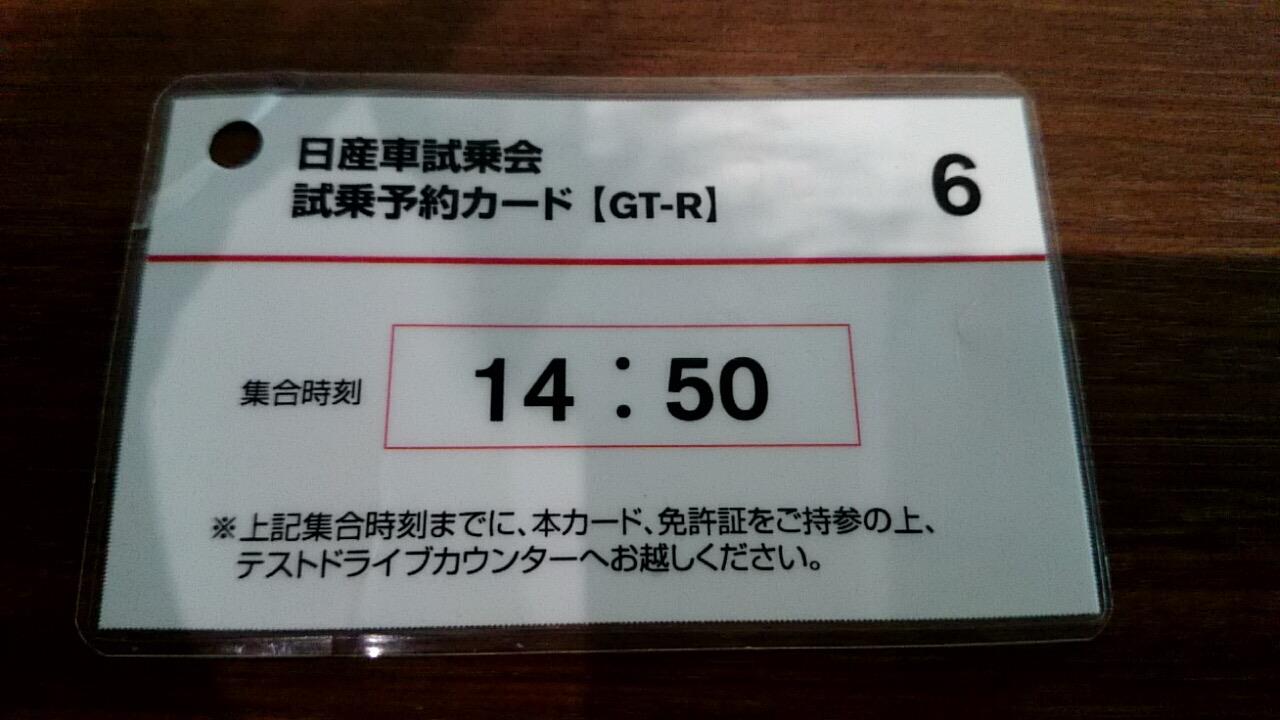 日産車試乗会
試乗予約カード【GT-R】
6
集合時刻
14：50
※上記集合時刻までに、本カード、免許証をご持参の上、
テストドライブカウンターへお越しください。